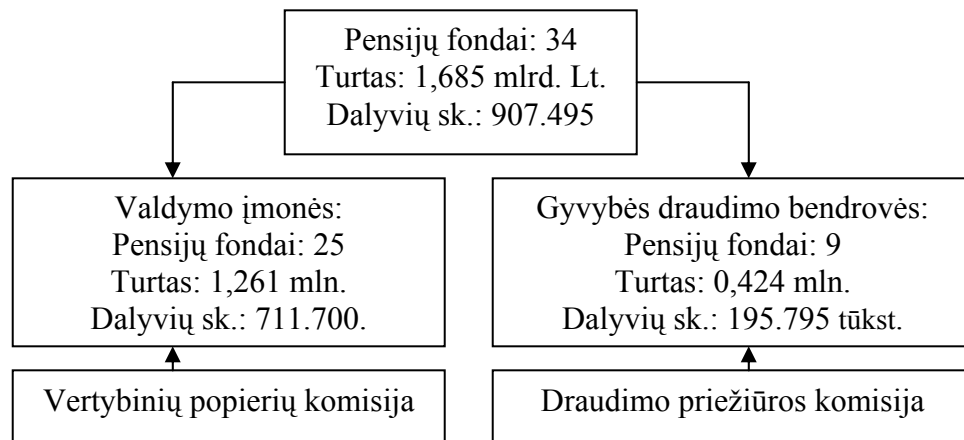 Pensijų fondai: 34
Turtas: 1,685 mlrd. Lt.
Dalyvių sk.: 907.495
Valdymo įmonės:
Pensijų fondai: 25
Turtas: 1,261 mln.
Dalyvių sk.: 711.700.
Gyvybės draudimo bendrovės:
Pensijų fondai: 9
Turtas: 0,424 mln.
Dalyvių sk.: 195.795 tūkst.
Vertybinių popierių komisija
Draudimo priežiūros komisija